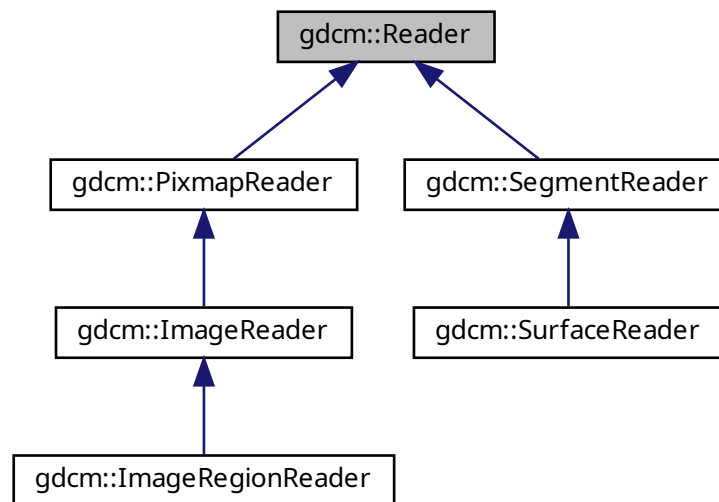 gdcm::Reader
gdcm::PixmapReader
gdcm::SegmentReader
gdcm::ImageReader
gdcm::SurfaceReader
gdcm::ImageRegionReader